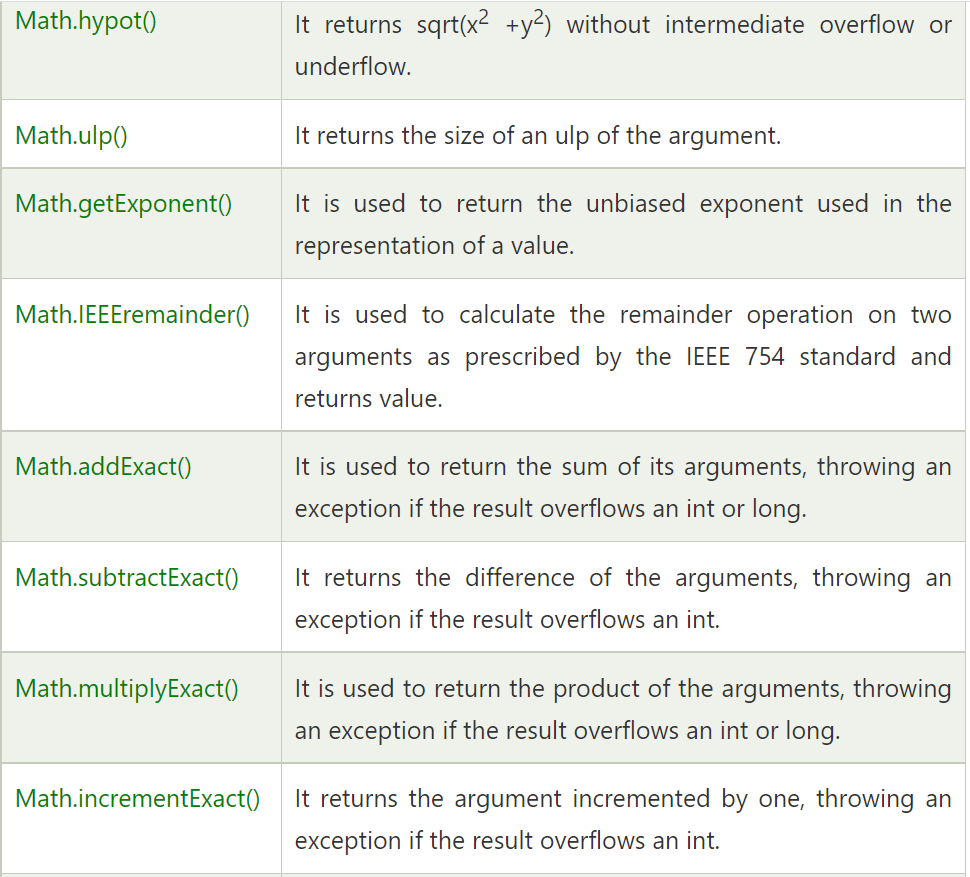 Math.hypot()
It returns sqrt(x² +y²) without intermediate overflow or
underflow.
Math.ulp()
It returns the size of an ulp of the argument.
Math.getExponent()
It is used to return the unbiased exponent used in the
representation of a value.
Math.IEEEremainder()
It is used to calculate the remainder operation on two
arguments as prescribed by the IEEE 754 standard and
returns value.
Math.addExact()
It is used to return the sum of its arguments, throwing an
exception if the result overflows an int or long.
Math.subtractExact()
It returns the difference of the arguments, throwing an
exception if the result overflows an int.
Math.multiplyExact()
It is used to return the product of the arguments, throwing
an exception if the result overflows an int or long.
Math.incrementExact()
It returns the argument incremented by one, throwing an
exception if the result overflows an int.